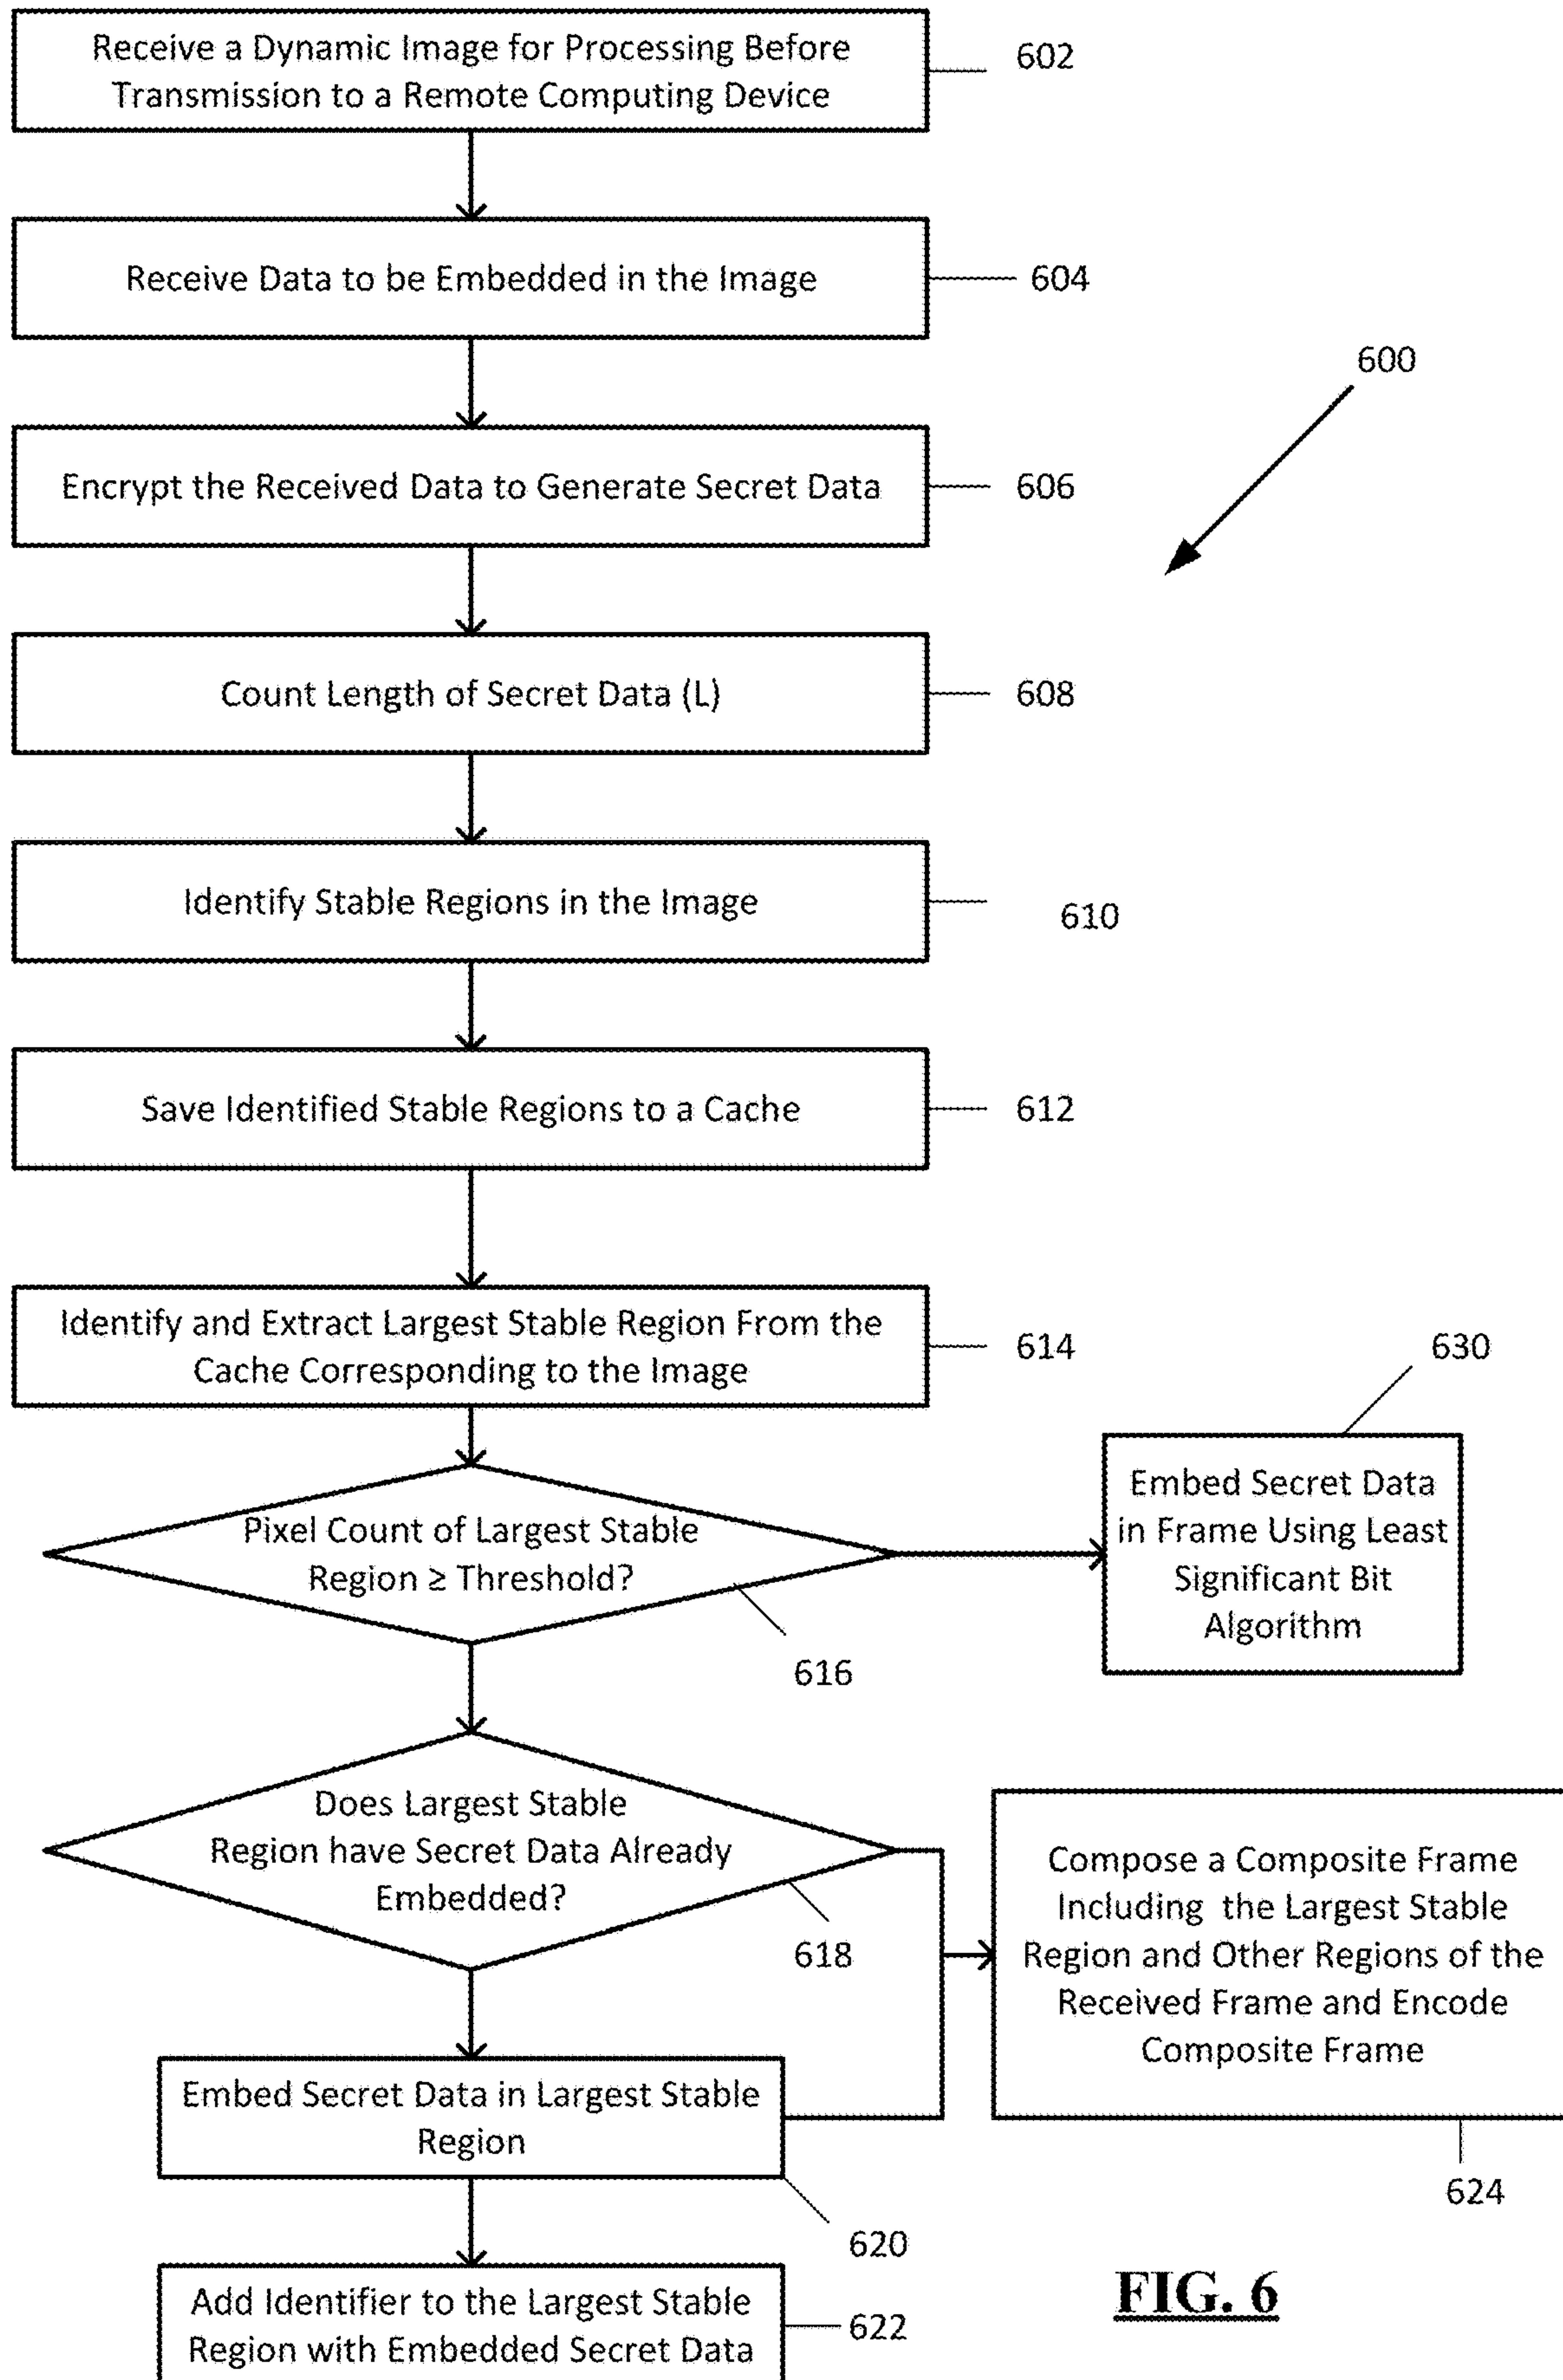 Receive a Dynamic Image for Processing Before
Transmission to a Remote Computing Device
602
Receive Data to be Embedded in the Image
604
600
Encrypt the Received Data to Generate Secret Data
606
Count Length of Secret Data (L)
608
Identify Stable Regions in the Image
610
Save Identified Stable Regions to a Cache
612
Identify and Extract Largest Stable Region From the
Cache Corresponding to the Image
614
630
Embed Secret Data
in Frame Using Least
Significant Bit
Algorithm
Pixel Count of Largest Stable
Region ≥ Threshold?
616
Does Largest Stable
Region have Secret Data Already
Embedded?
618
Compose a Composite Frame
Including the Largest Stable
Region and Other Regions of the
Received Frame and Encode
Composite Frame
624
Embed Secret Data in Largest Stable
Region
620
Add Identifier to the Largest Stable
Region with Embedded Secret Data
622
FIG. 6